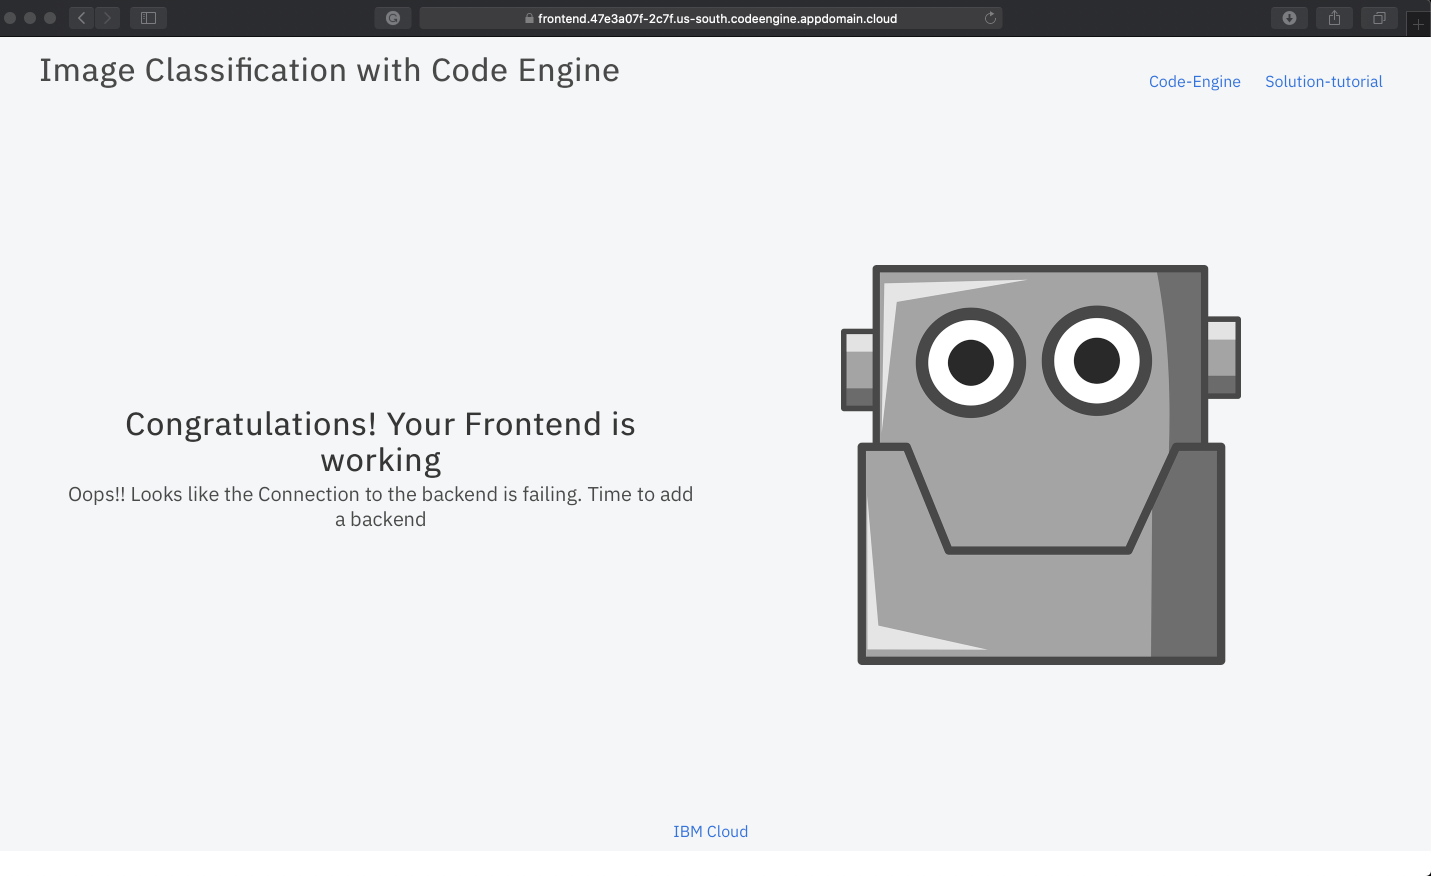 frontend.47e3a07f-2c7f.us-south.codeengine.appdomain.cloud
Image Classification with Code Engine
Code-Engine Solution-tutorial
Congratulations! Your Frontend is
working
Oops!! Looks like the Connection to the backend is failing. Time to add
a backend
IBM Cloud